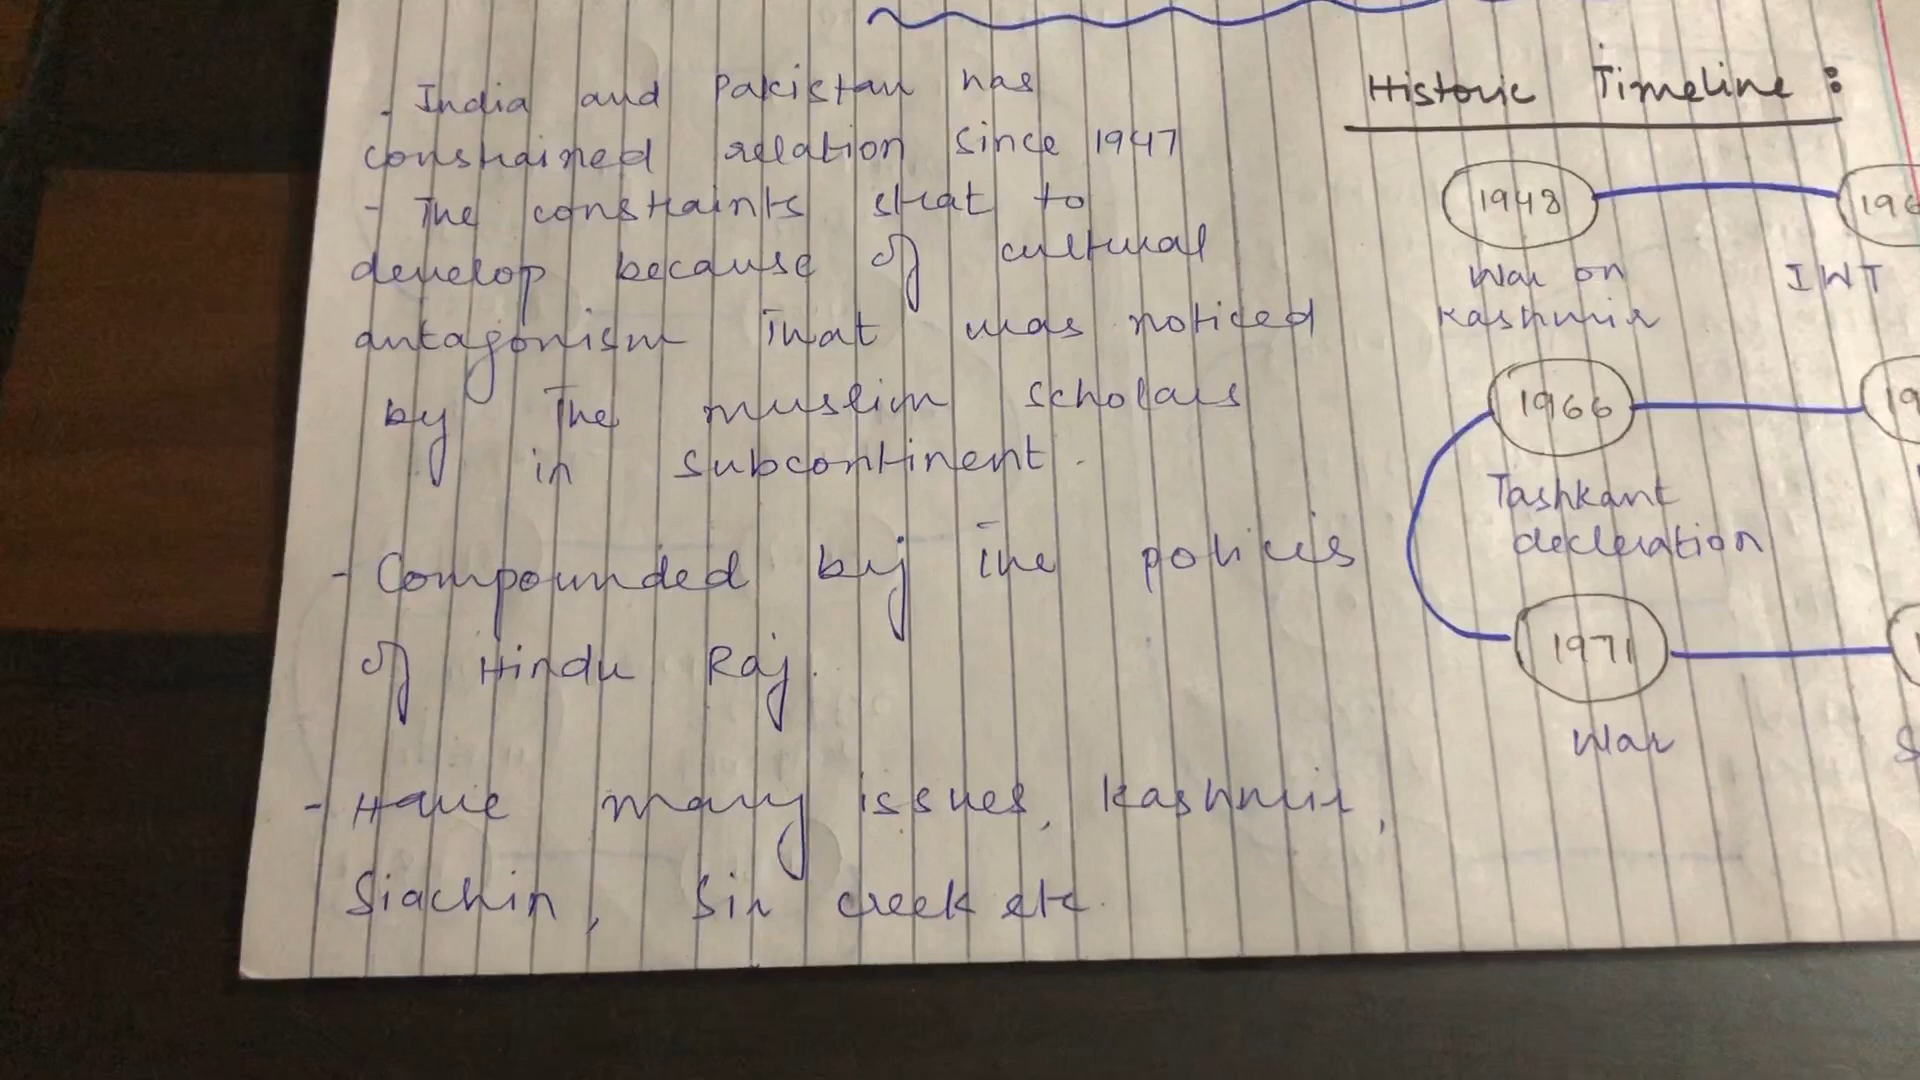 - India and Pakistan has
constrained relation since 1947
- The constraints strat to
develop because of cultural
antagonism that was noticed
by the muslim scholars
in subcontinent.
- Compounded by the policies
of Hindu Raj.
- Have many issues, Kashmir,
Siachin, Sir creek etc.
Historic Timeline :
1948
War on
Kashmir
IWT
1966
Tashkant
decleration
1971
War